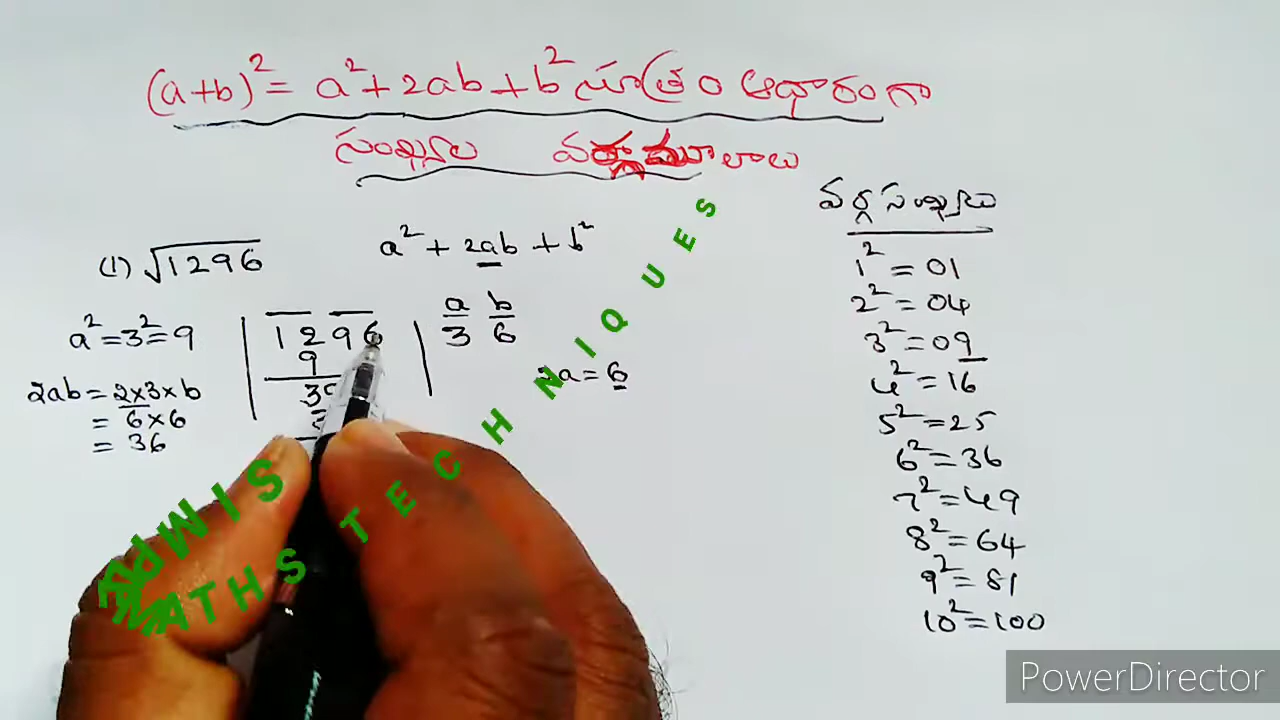 (a+b)² = a² + 2ab + b² సూత్రం ఆధారంగా
సంఖ్యల వర్గమూలాలు
వర్గ సంఖ్యలు
(1) √1296
a² + 2ab + b²
a² = 3² = 9
1296
9
39
a b
3 6
2a = 6
2ab = 2×3×b
= 6×6
= 36
1² = 01
2² = 04
3² = 09
4² = 16
5² = 25
6² = 36
7² = 49
8² = 64
9² = 81
10² = 100
MATHS TECHNIQUES
PowerDirector